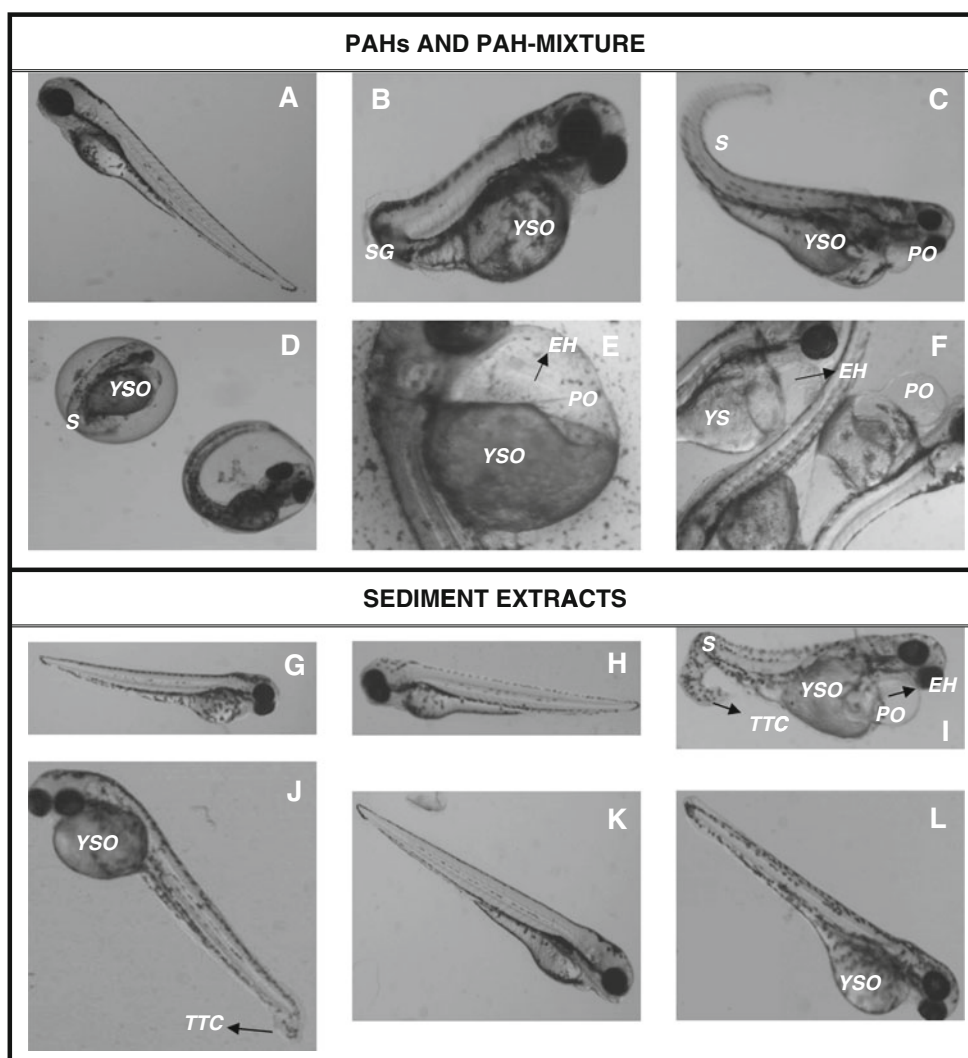 PAHs AND PAH-MIXTURE
A
B
YSO
SG
C
S
YSO
PO
D
YSO
S
E
EH
PO
YSO
F
EH
PO
YS
SEDIMENT EXTRACTS
G
H
S
YSO
EH
TTC
PO
I
J
YSO
TTC
K
L
YSO